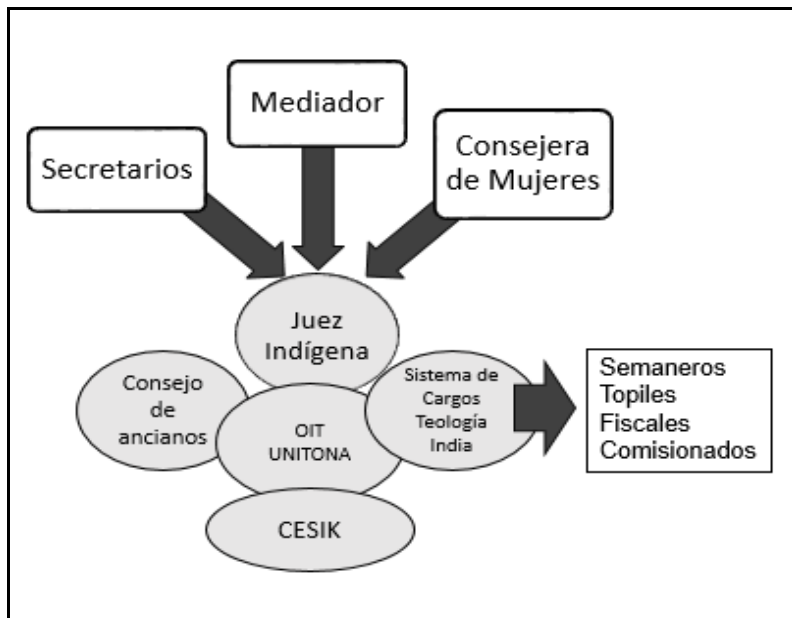 Mediador
Secretarios
Consejera
de Mujeres
Juez
Indígena
Consejo
de
ancianos
OIT
UNITONA
Sistema de
Cargos
Teología
India
Semaneros
Topiles
Fiscales
Comisionados
CESIK